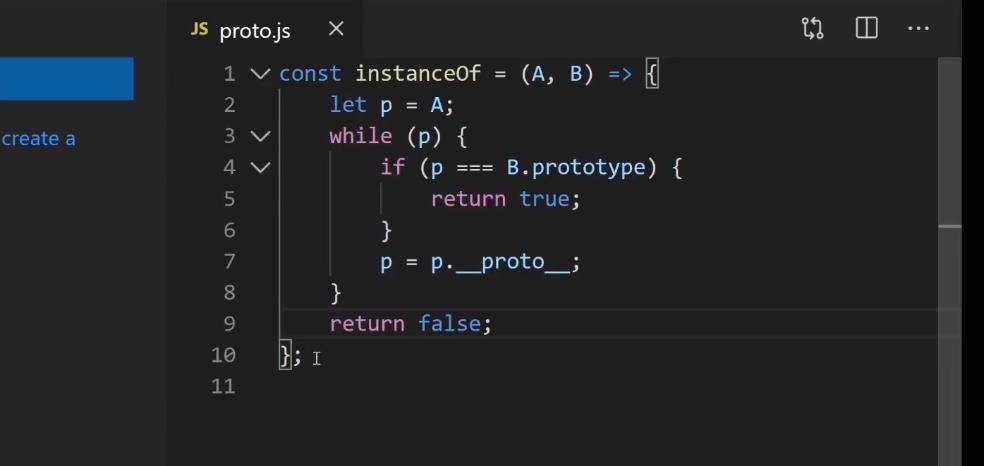 JS proto.js
create a
1 const instanceOf = (A, B) => {
2     let p = A;
3     while (p) {
4         if (p === B.prototype) {
5             return true;
6         }
7         p = p.__proto__;
8     }
9     return false;
10 };
11